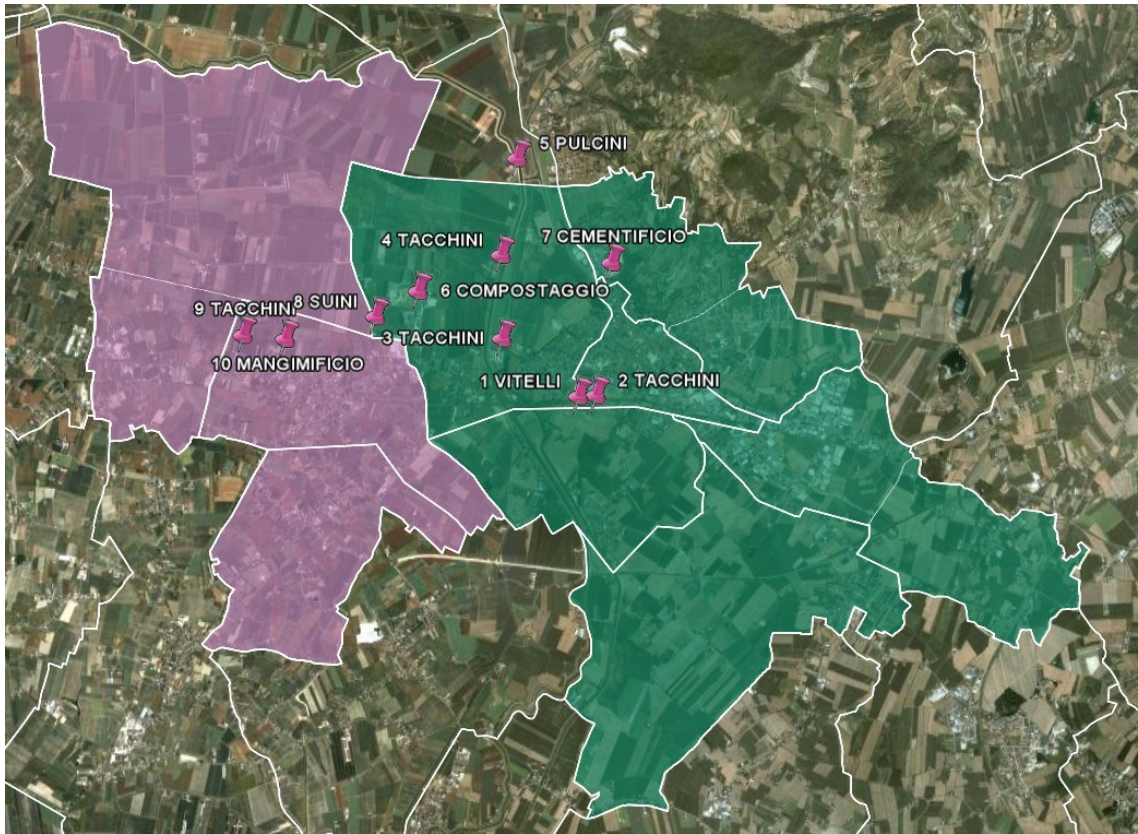 5 PULCINI
4 TACCHINI
7 CEMENTIFICIO
6 COMPOSTAGGIO
9 TACCHINI
8 SUINI
3 TACCHINI
10 MANGIMIFICIO
1 VITELLI
2 TACCHINI